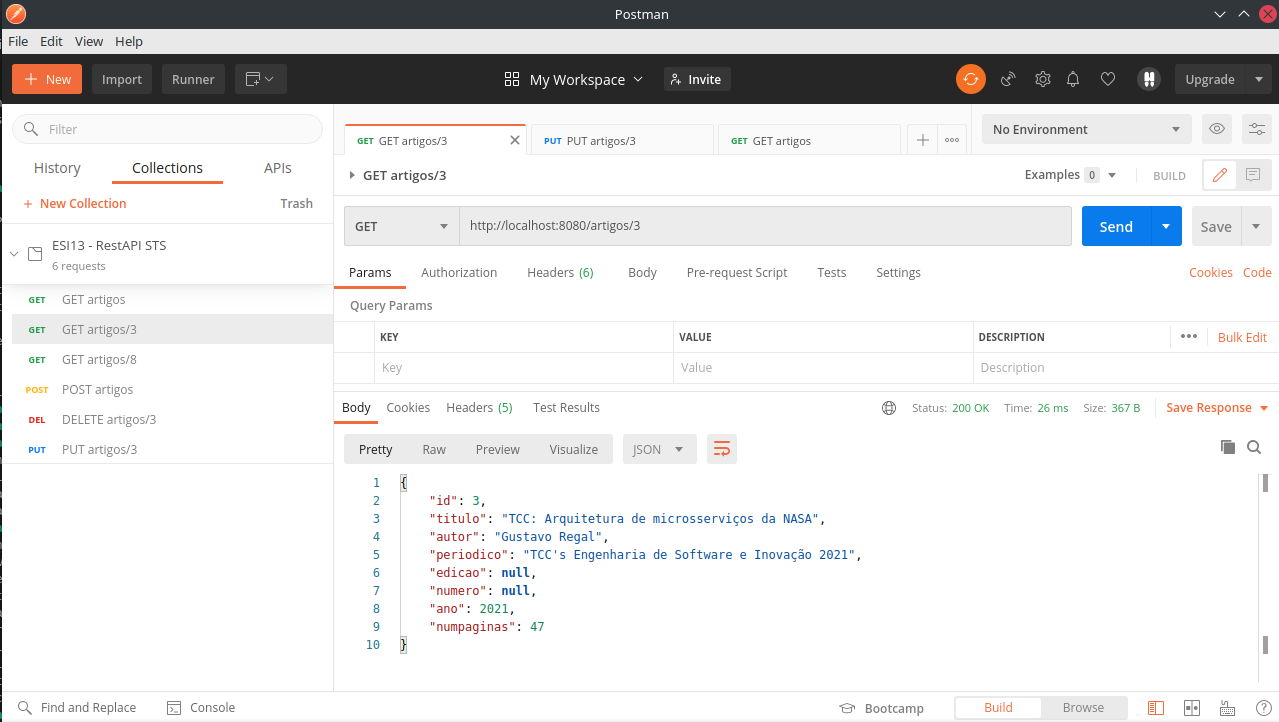 Postman
File Edit View Help
New Import Runner My Workspace Invite Upgrade
Filter
History Collections APIs
New Collection Trash
ESI13 - RestAPI STS
6 requests
GET GET artigos
GET GET artigos/3
GET GET artigos/8
POST POST artigos
DEL DELETE artigos/3
PUT PUT artigos/3
GET GET artigos/3 PUT PUT artigos/3 GET GET artigos No Environment
GET artigos/3 Examples 0 BUILD
GET http://localhost:8080/artigos/3 Send Save
Params Authorization Headers (6) Body Pre-request Script Tests Settings Cookies Code
Query Params
KEY VALUE DESCRIPTION Bulk Edit
Key Value Description
Body Cookies Headers (5) Test Results Status: 200 OK Time: 26 ms Size: 367 B Save Response
Pretty Raw Preview Visualize JSON
1 {
2 "id": 3,
3 "titulo": "TCC: Arquitetura de microsserviços da NASA",
4 "autor": "Gustavo Regal",
5 "periodico": "TCC's Engenharia de Software e Inovação 2021",
6 "edicao": null,
7 "numero": null,
8 "ano": 2021,
9 "numpaginas": 47
10 }
Find and Replace Console Bootcamp Build Browse